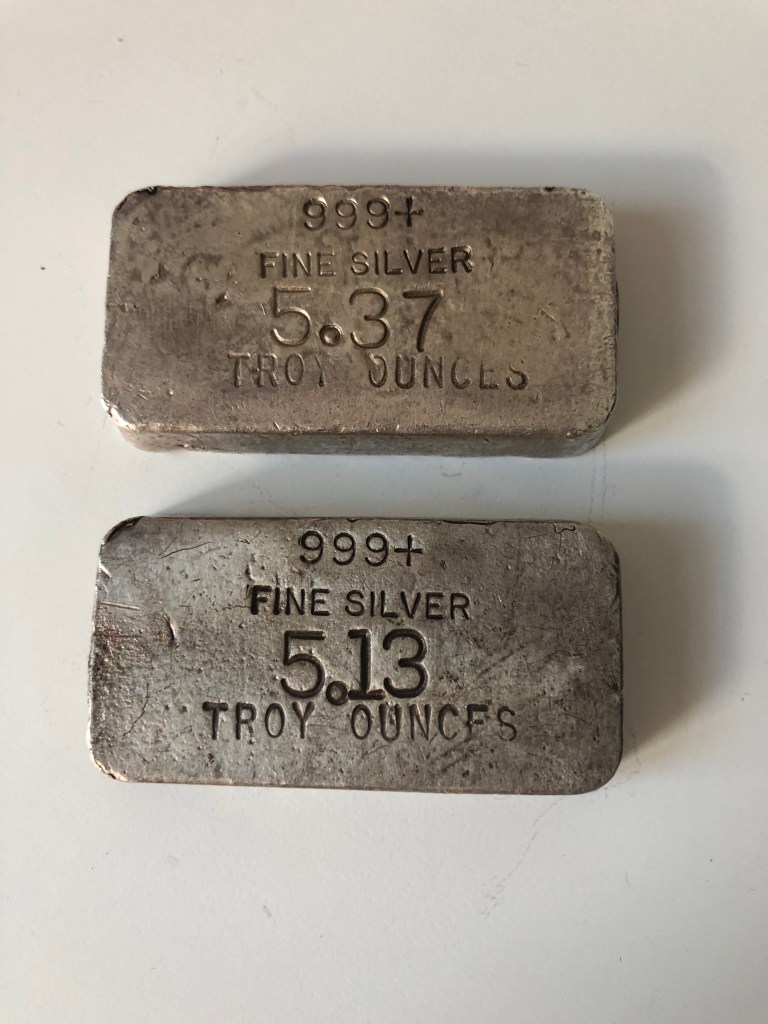 999+
FINE SILVER
5.37
TROY OUNCES
999+
FINE SILVER
5.13
TROY OUNCES